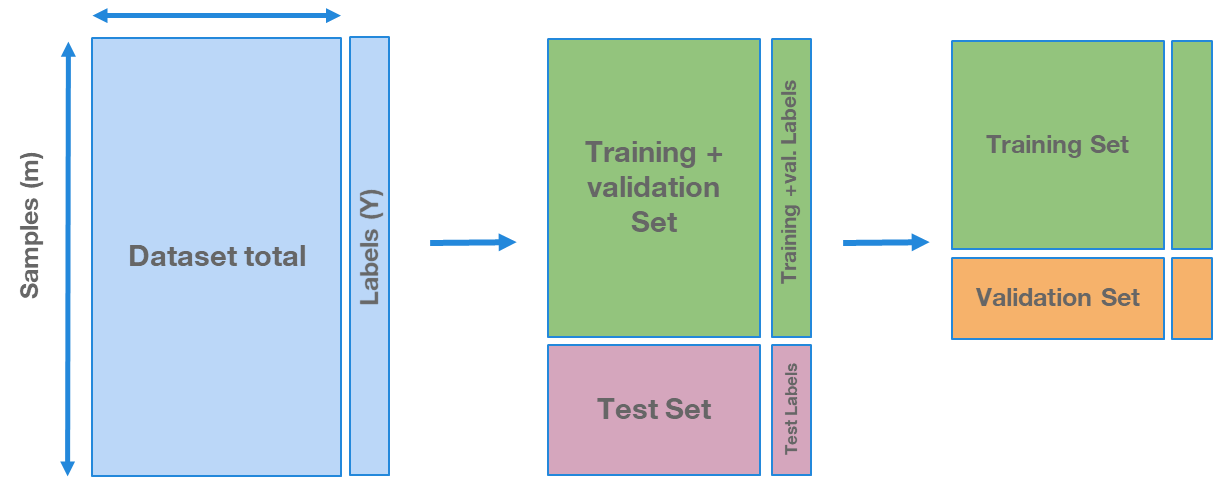 Samples (m)
Dataset total
Labels (Y)
Training +
validation
Set
Training +val. Labels
Test Set
Test Labels
Training Set
Validation Set